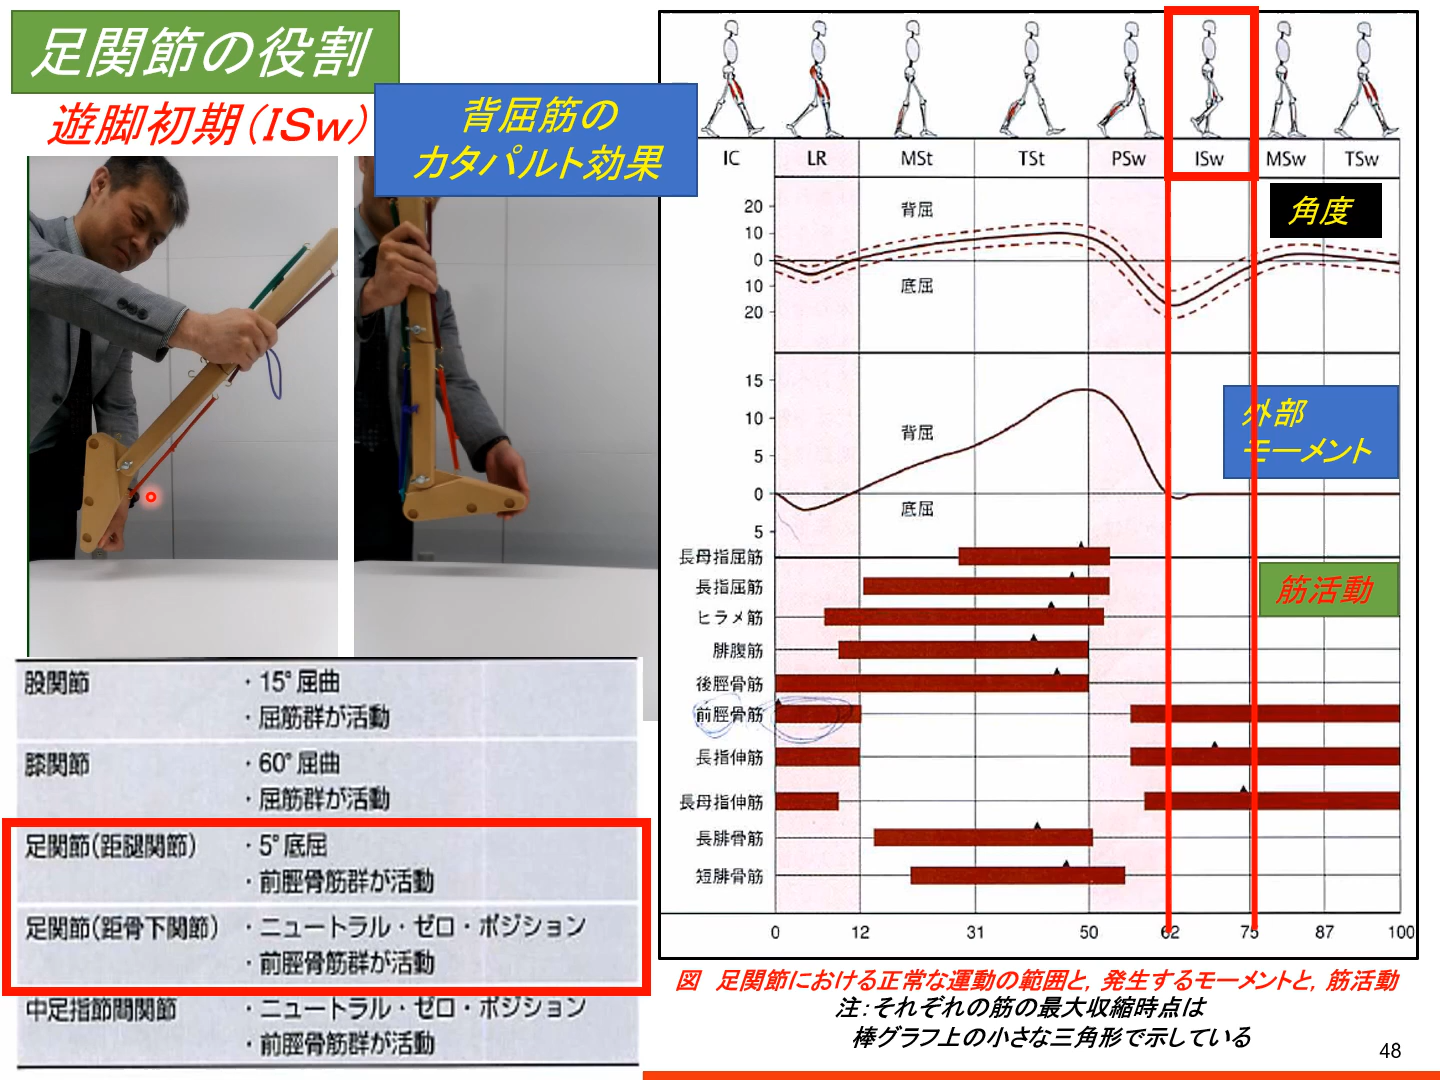 足関節の役割
遊脚初期(ISw)
背屈筋の
カタパルト効果
股関節
・15°屈曲
・屈筋群が活動
膝関節
・60°屈曲
・屈筋群が活動
足関節(距腿関節)
・5°底屈
・前脛骨筋群が活動
足関節(距骨下関節)
・ニュートラル・ゼロ・ポジション
・前脛骨筋群が活動
中足指節間関節
・ニュートラル・ゼロ・ポジション
・前脛骨筋群が活動
IC LR MSt TSt PSw ISw MSw TSw
角度
20
10
0
10
20
背屈
底屈
外部
モーメント
15
10
5
0
5
背屈
底屈
筋活動
長母指屈筋
長指屈筋
ヒラメ筋
腓腹筋
後脛骨筋
前脛骨筋
長指伸筋
長母指伸筋
長腓骨筋
短腓骨筋
0 12 31 50 62 75 87 100
図 足関節における正常な運動の範囲と,発生するモーメントと,筋活動
注:それぞれの筋の最大収縮時点は
棒グラフ上の小さな三角形で示している
48